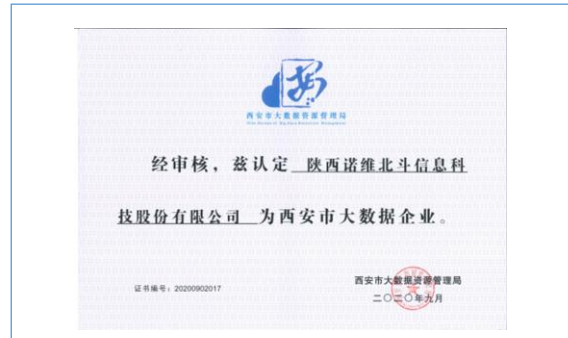 西安市大数据资源管理局
经审核，兹认定 陕西诺维北斗信息科
技股份有限公司 为西安市大数据企业。
证书编号：20200902017
西安市大数据资源管理局
二〇二〇年九月